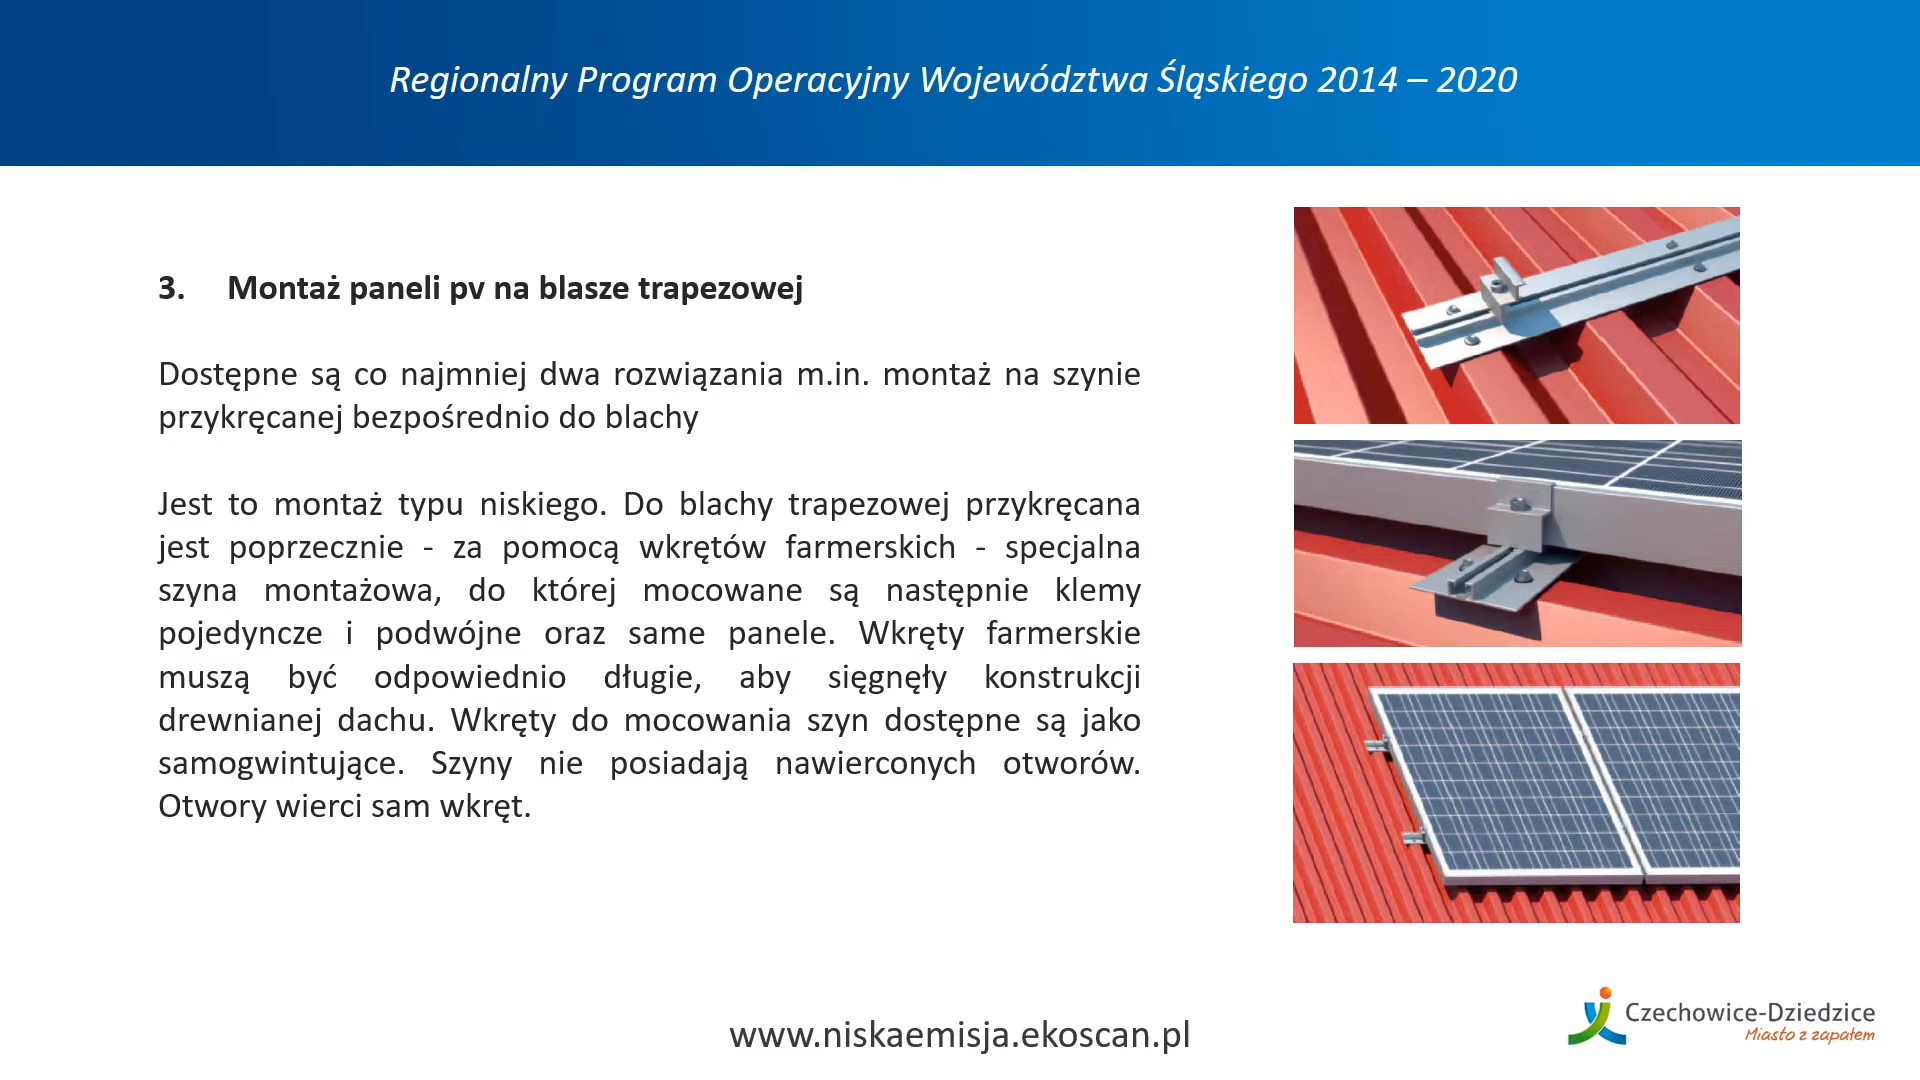 Regionalny Program Operacyjny Województwa Śląskiego 2014 – 2020
3. Montaż paneli pv na blasze trapezowej
Dostępne są co najmniej dwa rozwiązania m.in. montaż na szynie
przykręcanej bezpośrednio do blachy
Jest to montaż typu niskiego. Do blachy trapezowej przykręcana
jest poprzecznie - za pomocą wkrętów farmerskich - specjalna
szyna montażowa, do której mocowane są następnie klemy
pojedyncze i podwójne oraz same panele. Wkręty farmerskie
muszą być odpowiednio długie, aby sięgnęły konstrukcji
drewnianej dachu. Wkręty do mocowania szyn dostępne są jako
samogwintujące. Szyny nie posiadają nawierconych otworów.
Otwory wierci sam wkręt.
www.niskaemisja.ekoscan.pl
Czechowice-Dziedzice
Miasto z zapałem